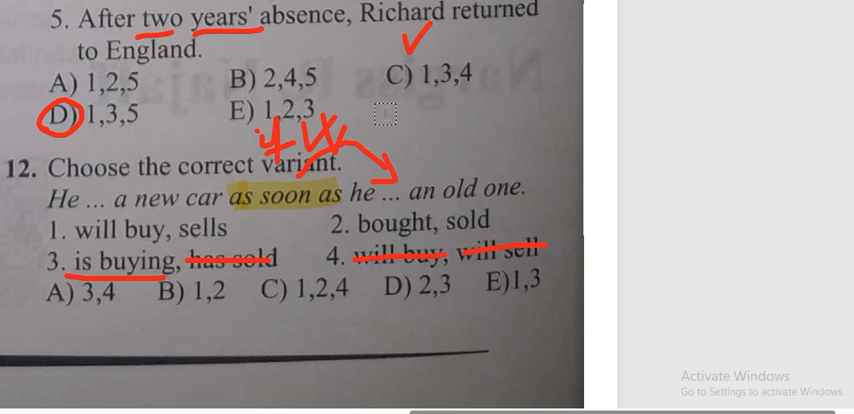 5. After two years' absence, Richard returned
to England.
A) 1,2,5 B) 2,4,5 C) 1,3,4
D) 1,3,5 E) 1,2,3
12. Choose the correct variant.
He ... a new car as soon as he ... an old one.
1. will buy, sells 2. bought, sold
3. is buying, has sold 4. will buy, will sell
A) 3,4 B) 1,2 C) 1,2,4 D) 2,3 E)1,3
Activate Windows
Go to Settings to activate Windows.